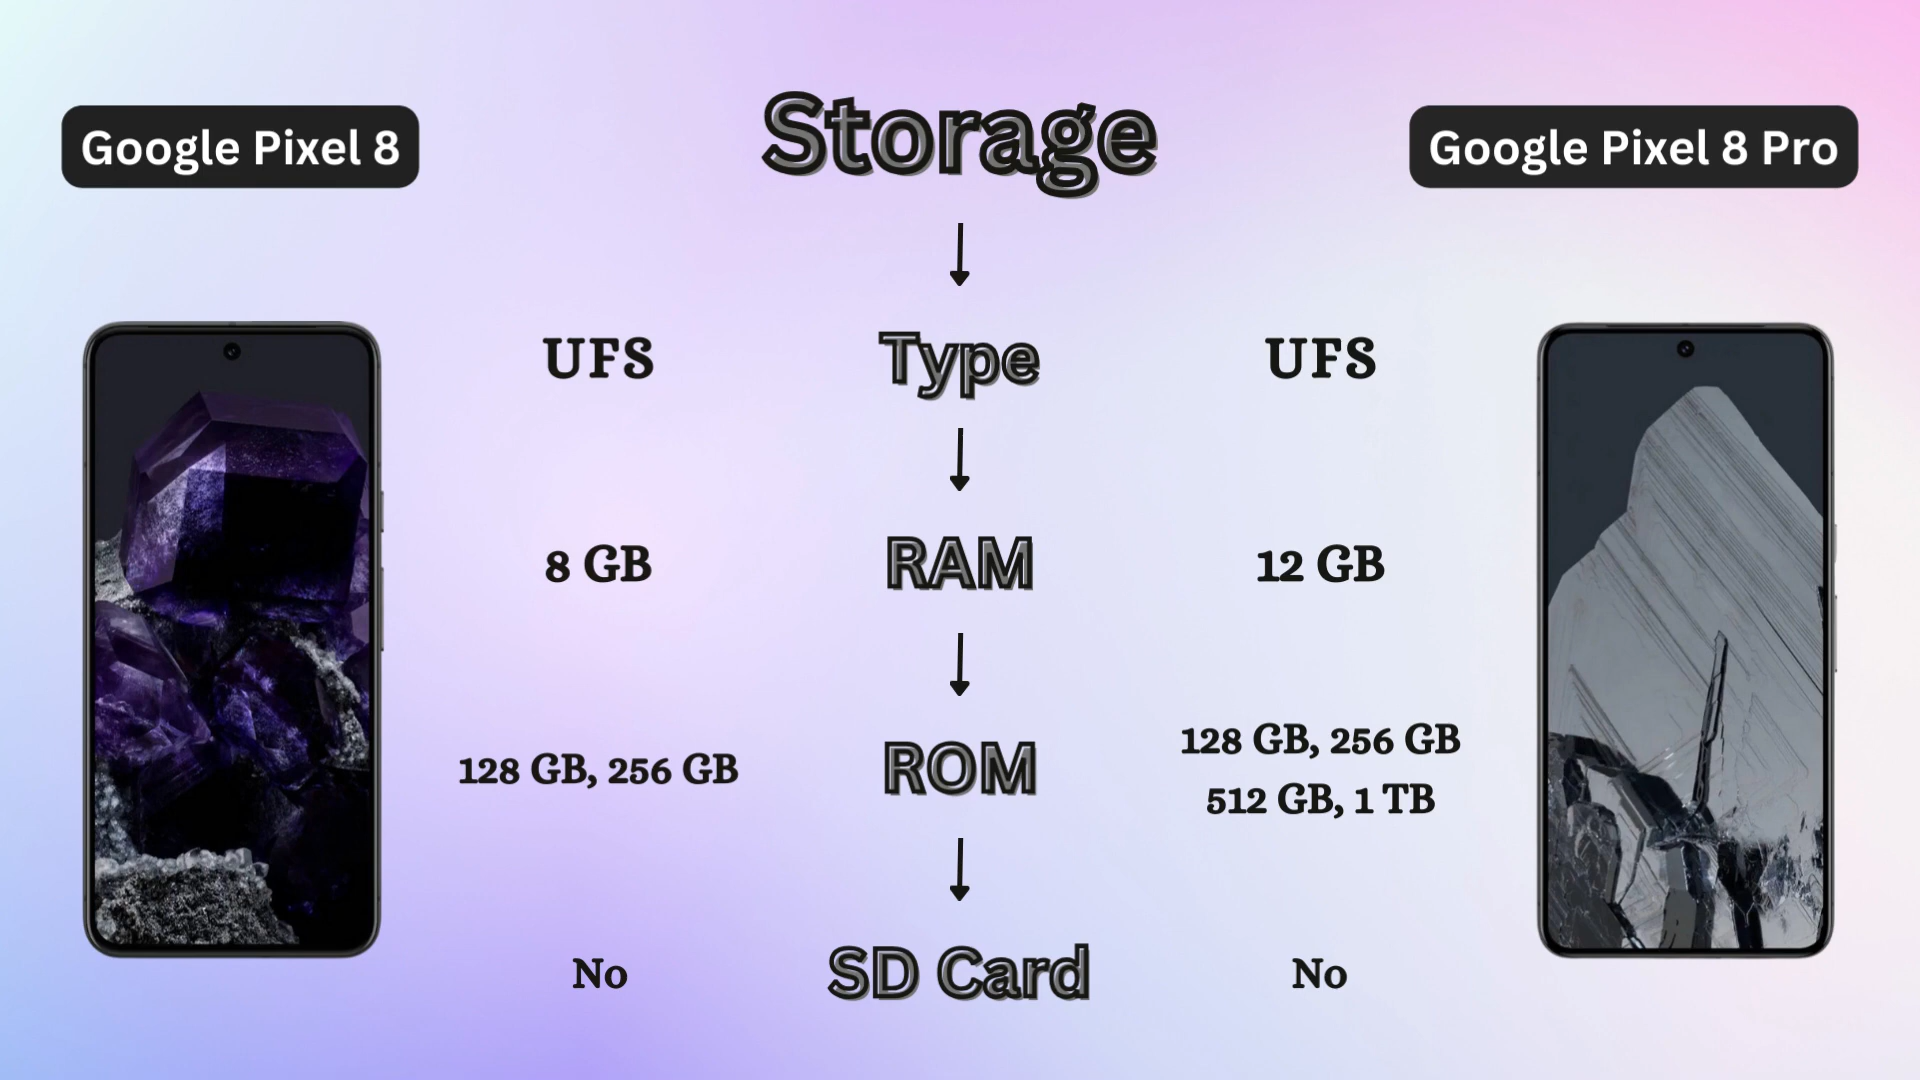 Storage
Google Pixel 8
Google Pixel 8 Pro
UFS
Type
UFS
8 GB
RAM
12 GB
128 GB, 256 GB
ROM
128 GB, 256 GB
512 GB, 1 TB
No
SD Card
No